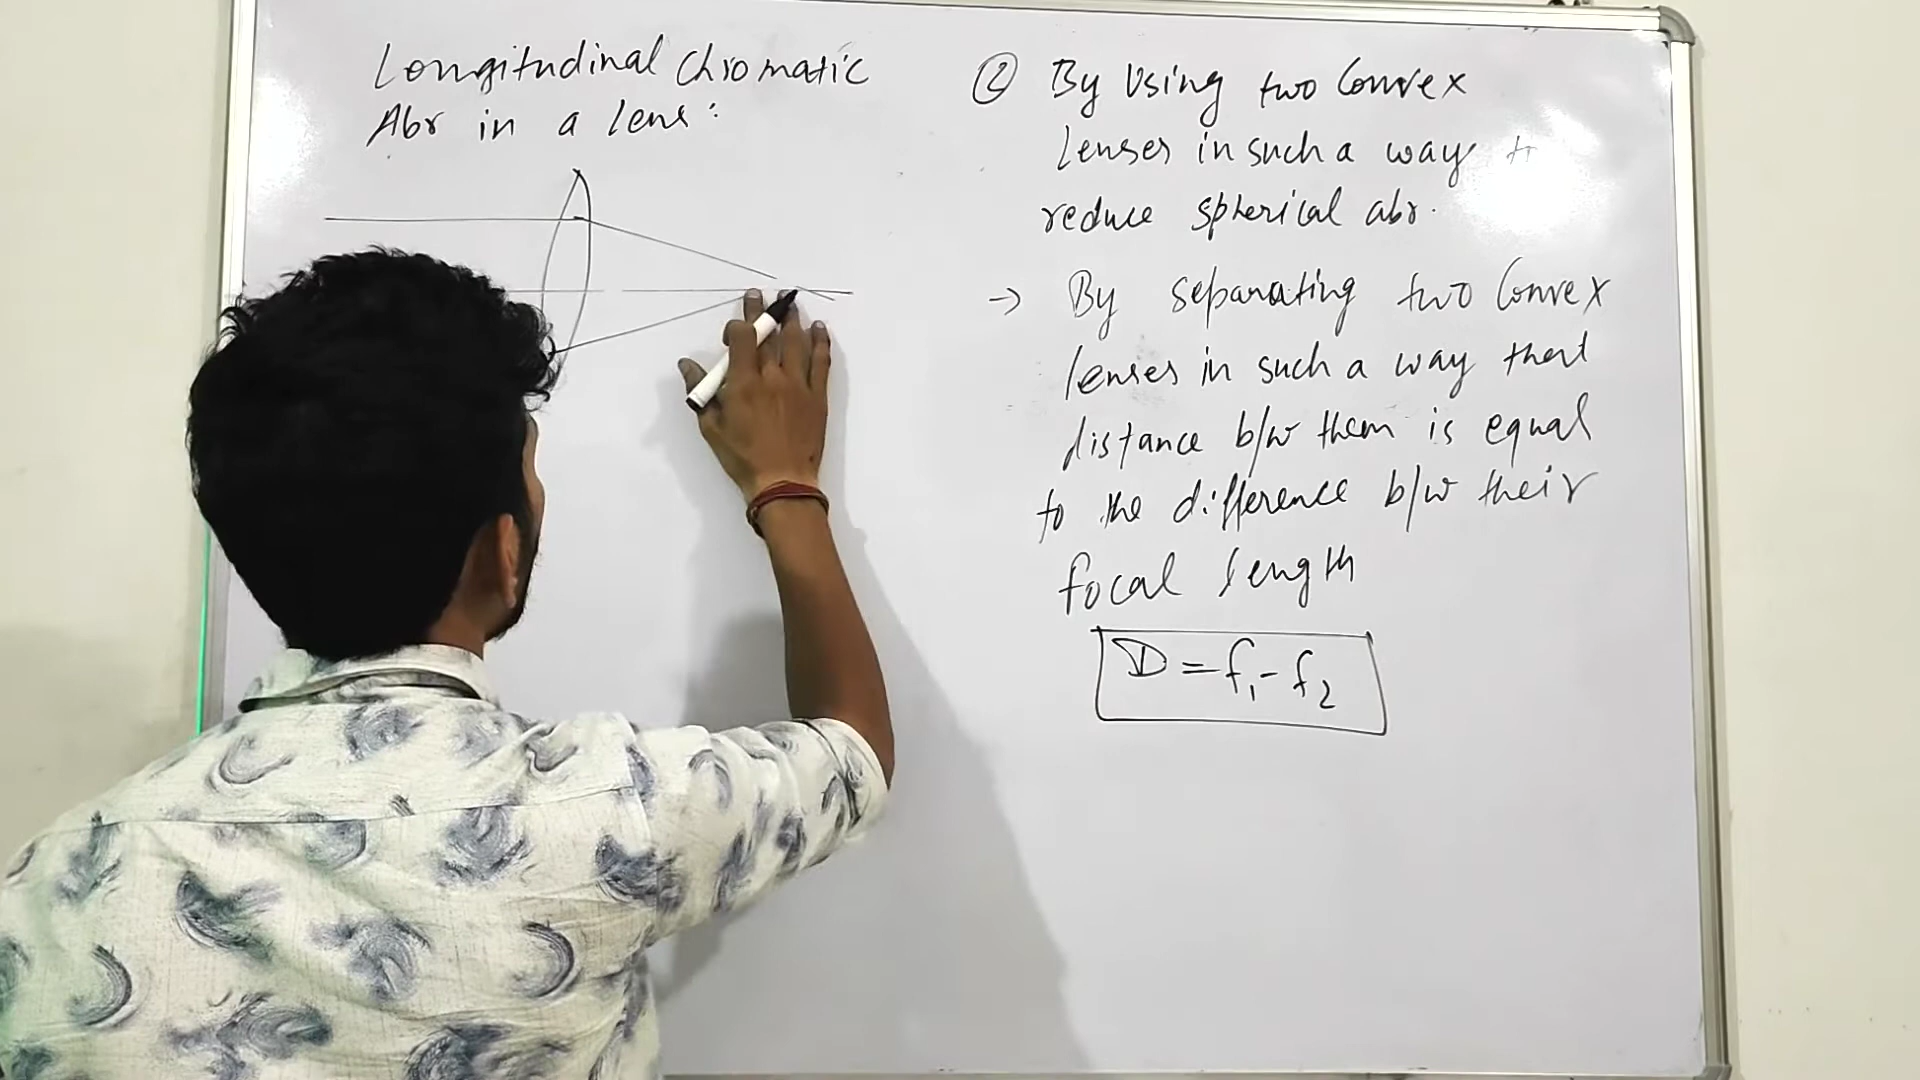 Longitudinal Chromatic
Abr in a lens:
② By Using two Convex
lenses in such a way to
reduce spherical abr.
→ By separating two Convex
lenses in such a way that
distance b/w them is equal
to the difference b/w their
focal length
D = f₁ - f₂